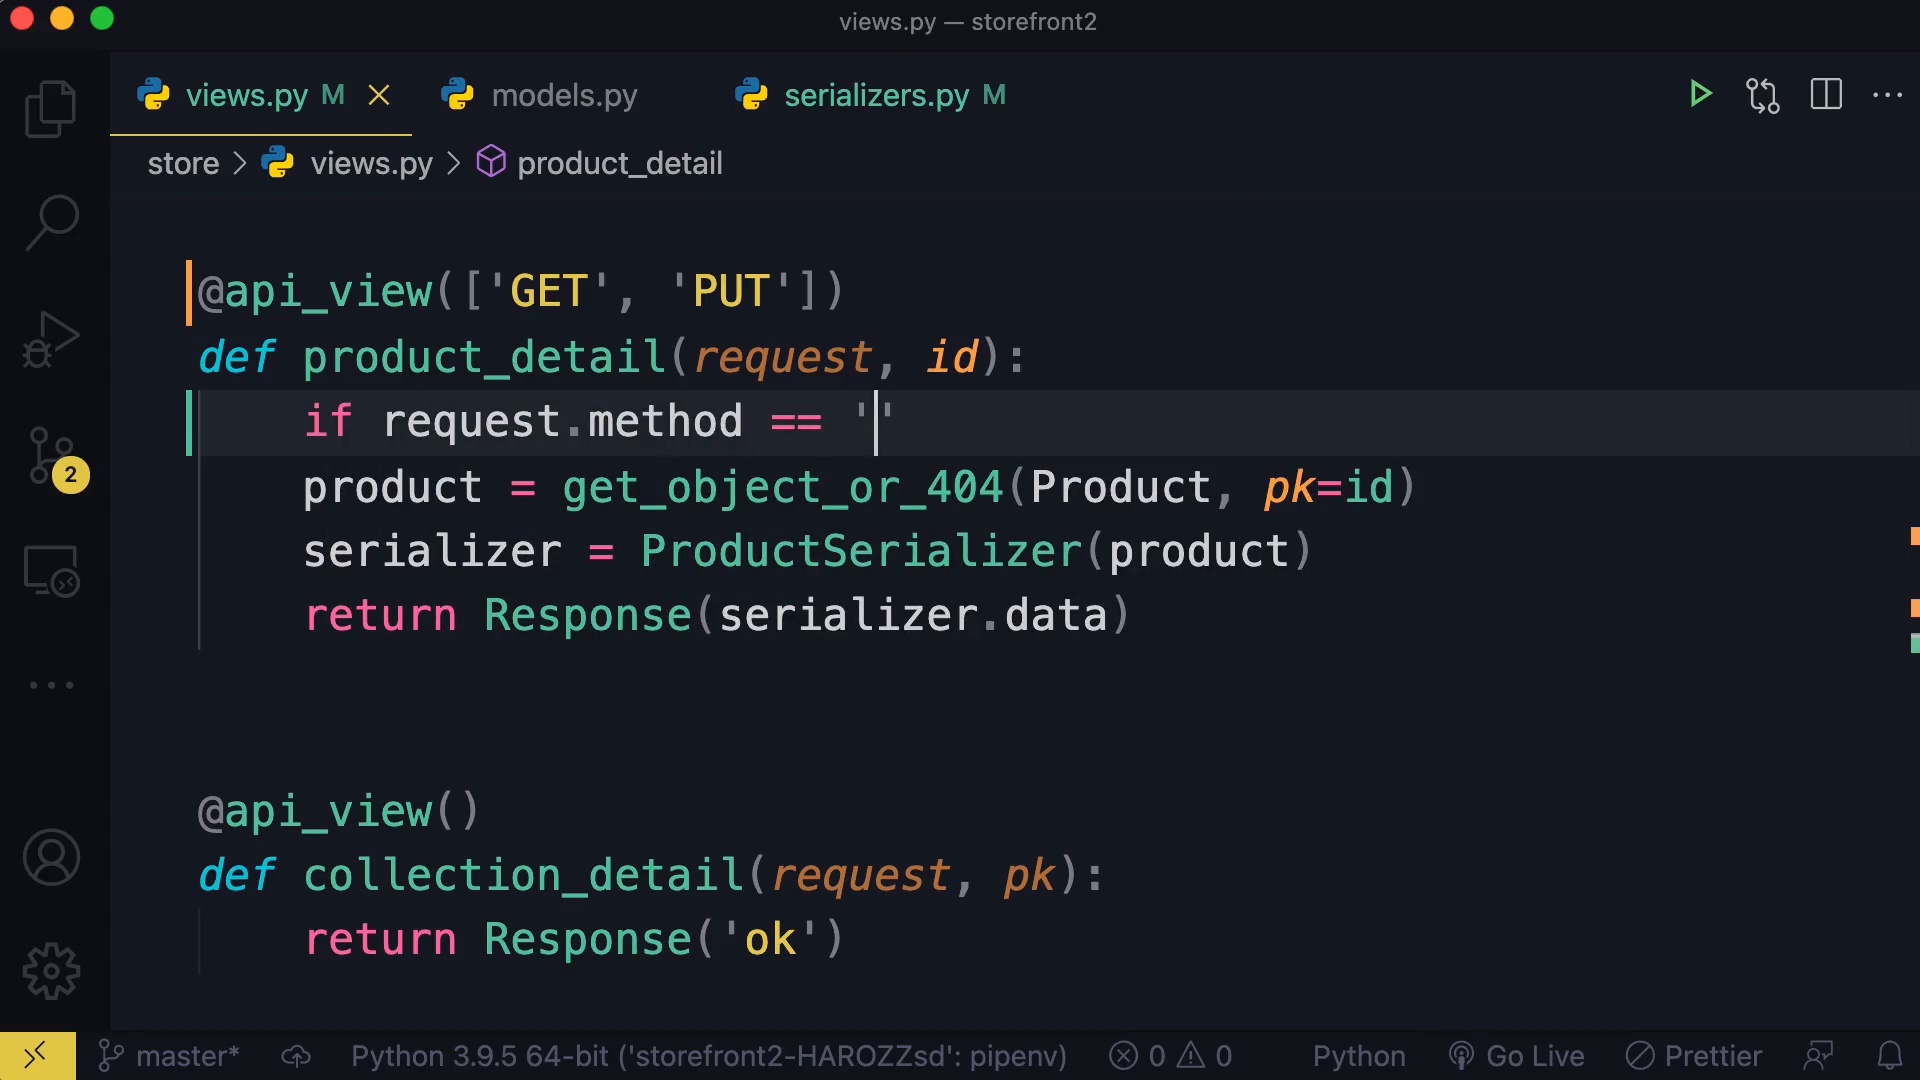 views.py — storefront2
views.py M models.py serializers.py M
store > views.py > product_detail
@api_view(['GET', 'PUT'])
def product_detail(request, id):
    if request.method == ''
    product = get_object_or_404(Product, pk=id)
    serializer = ProductSerializer(product)
    return Response(serializer.data)
@api_view()
def collection_detail(request, pk):
    return Response('ok')
2
master* Python 3.9.5 64-bit ('storefront2-HAROZZsd': pipenv) 0 0 Python Go Live Prettier